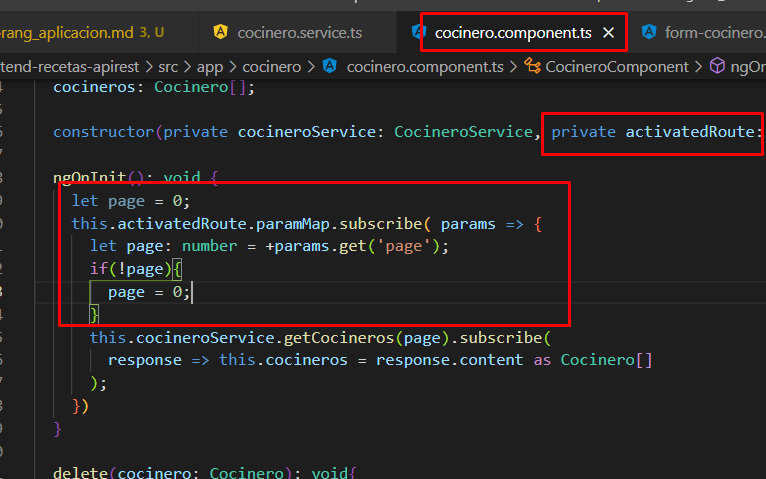 orang_aplicacion.md 3, U cocinero.service.ts cocinero.component.ts × form-cocinero.
tend-recetas-apirest > src > app > cocinero > cocinero.component.ts > CocineroComponent > ngOn
cocineros: Cocinero[];
constructor(private cocineroService: CocineroService, private activatedRoute:
ngOnInit(): void {
let page = 0;
this.activatedRoute.paramMap.subscribe( params => {
let page: number = +params.get('page');
if(!page){
page = 0;
}
this.cocineroService.getCocineros(page).subscribe(
response => this.cocineros = response.content as Cocinero[]
);
})
}
delete(cocinero: Cocinero): void{